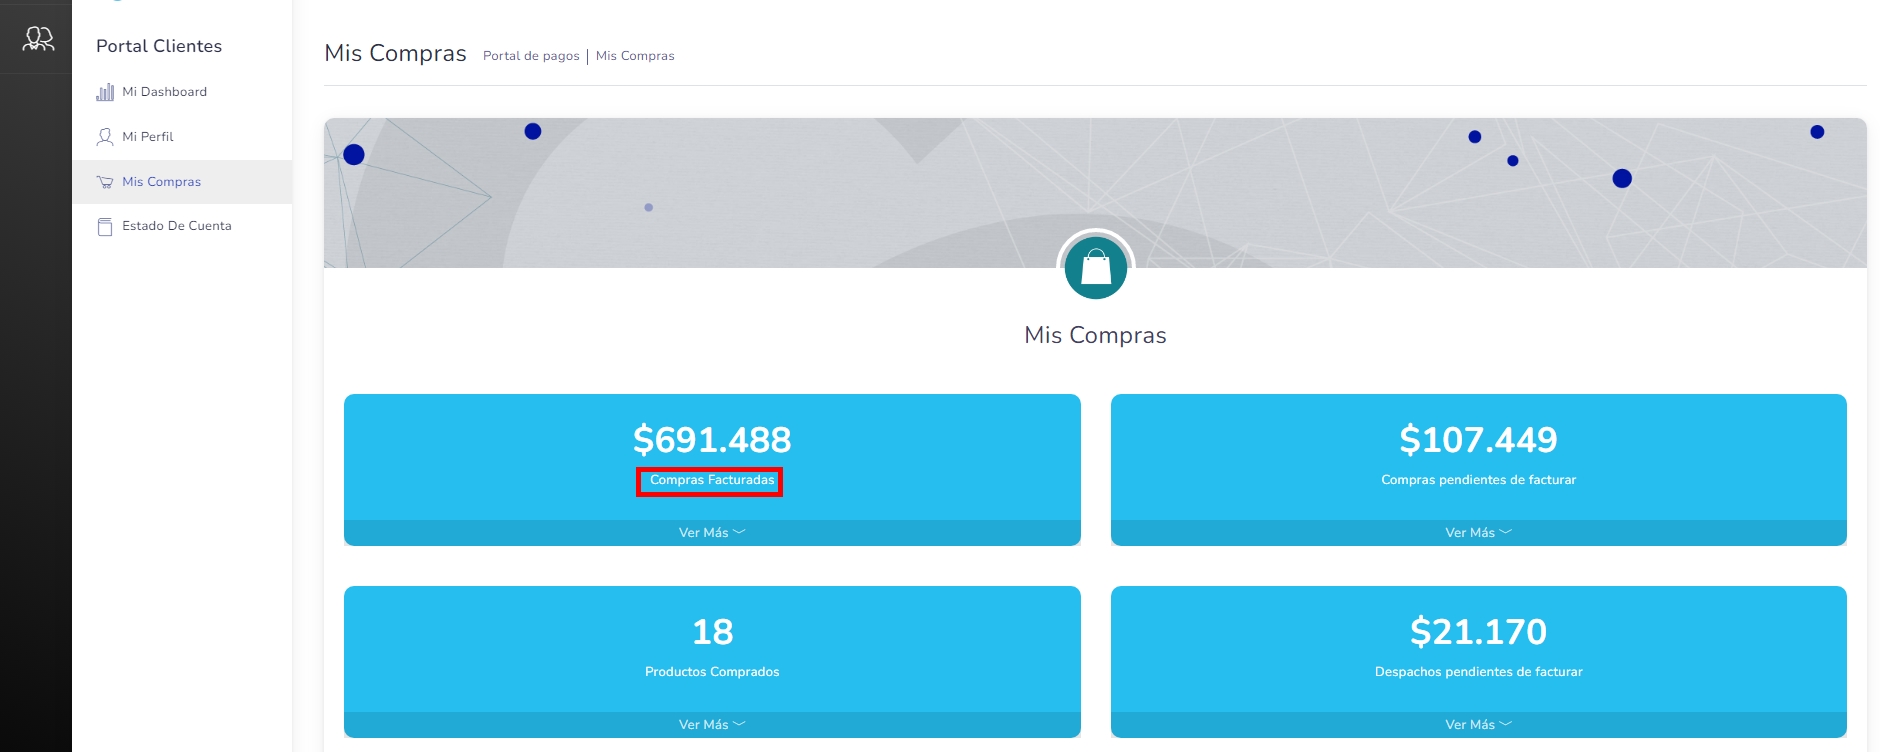 Portal Clientes
Mi Dashboard
Mi Perfil
Mis Compras
Estado De Cuenta
Mis Compras Portal de pagos | Mis Compras
Mis Compras
$691.488
Compras Facturadas
Ver Más
$107.449
Compras pendientes de facturar
Ver Más
18
Productos Comprados
Ver Más
$21.170
Despachos pendientes de facturar
Ver Más